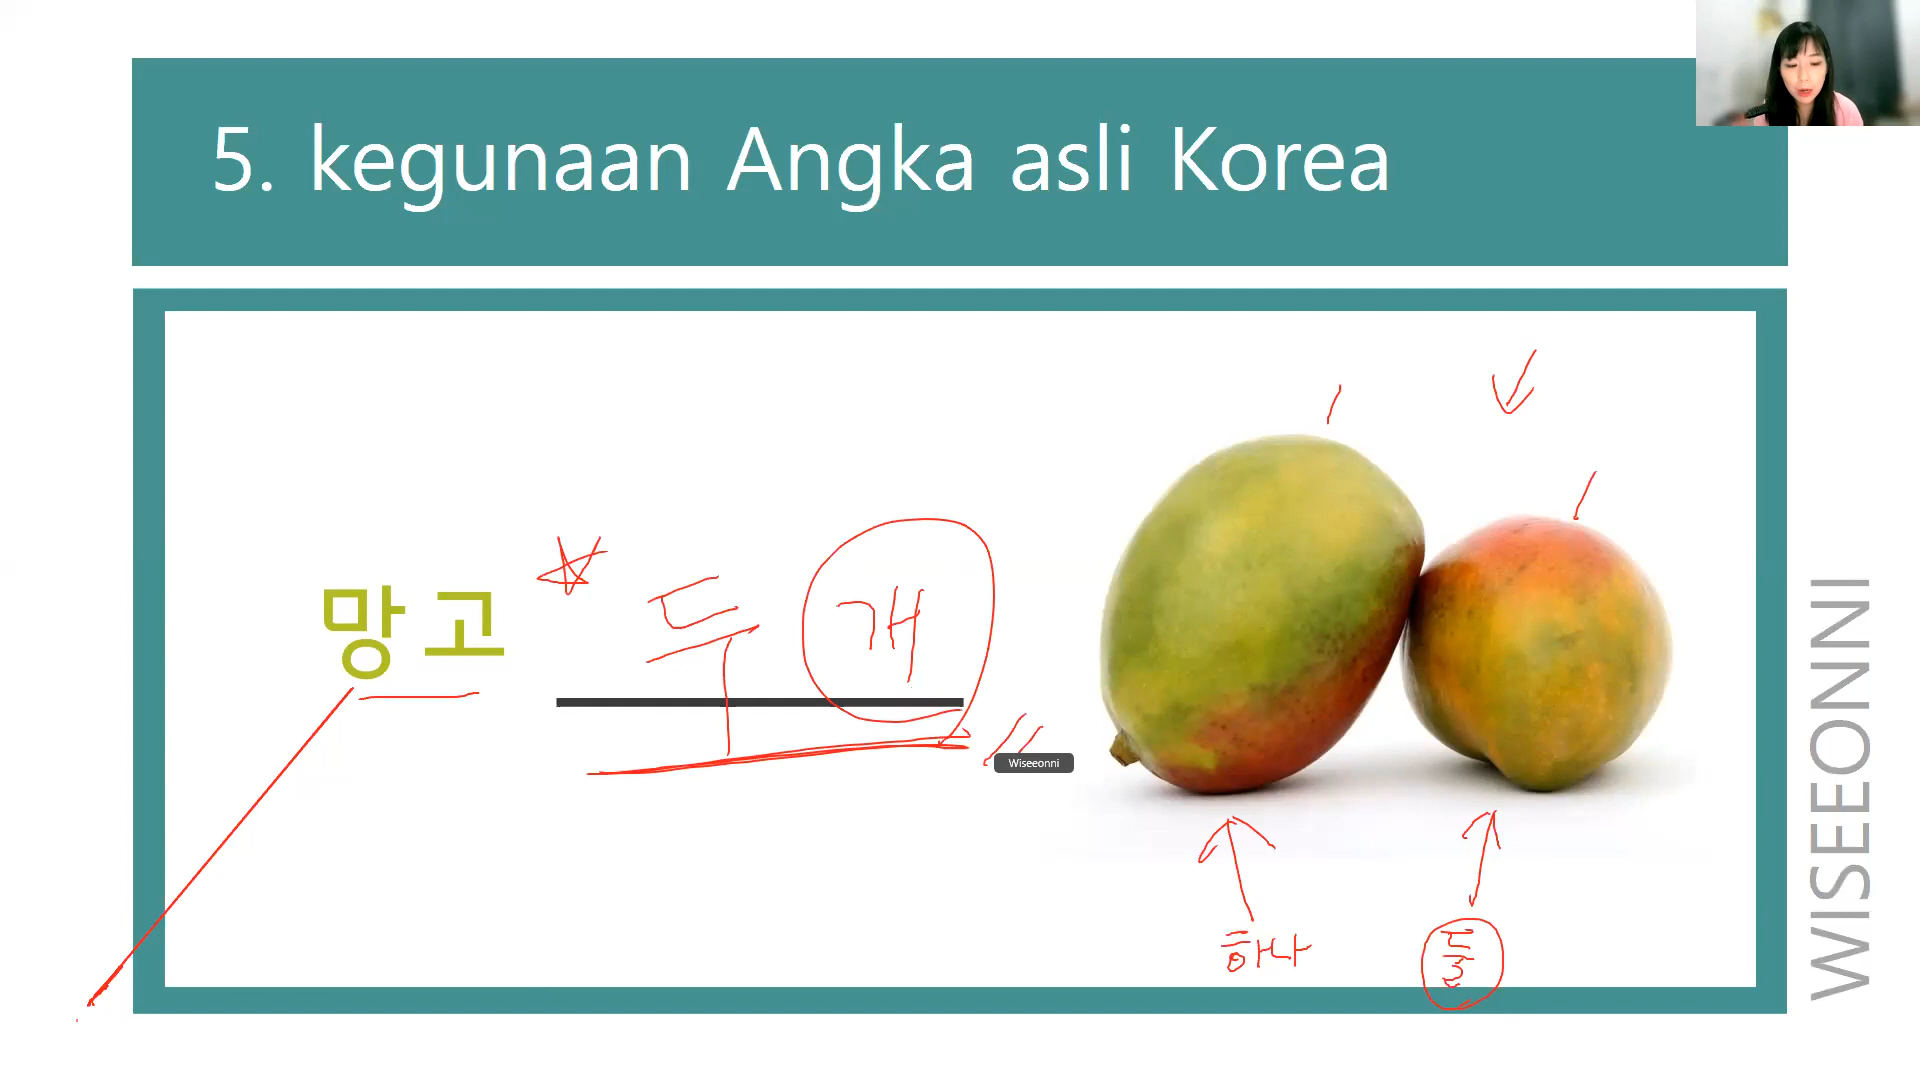 5. kegunaan Angka asli Korea
망고 두 개
Wiseeonni
하나
둘
WISEEONNI